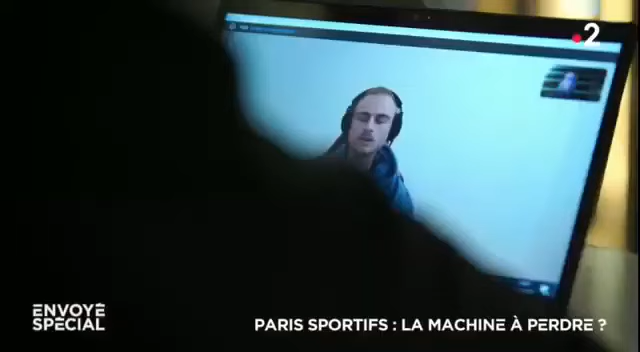 2
ENVOYÉ
SPÉCIAL
PARIS SPORTIFS : LA MACHINE À PERDRE ?